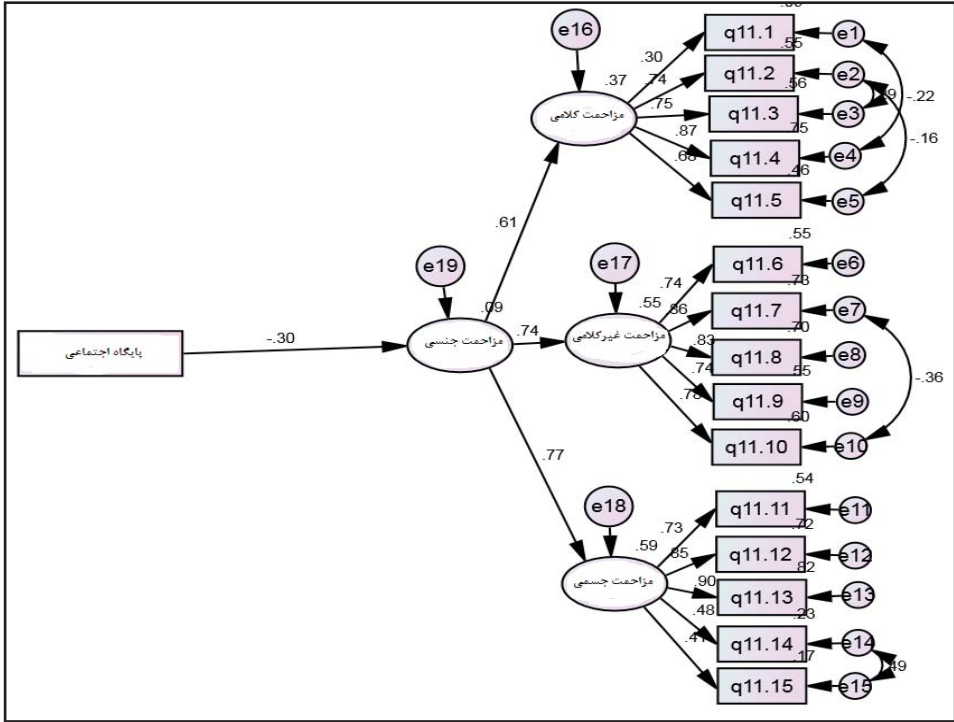 e16
q11.1
e1
.30
.55
.37
.74
q11.2
e2
.56
.75
q11.3
e3
-.22
مزاحمت کلامی
.87
.75
q11.4
e4
-.16
.68
.46
q11.5
e5
.61
.55
e19
e17
.74
q11.6
e6
.73
.09
.55
.86
q11.7
e7
.70
-.30
.74
مزاحمت غیرکلامی
.83
q11.8
e8
پایگاه اجتماعی
مزاحمت جنسی
.74
.55
-.36
q11.9
e9
.78
.60
q11.10
e10
.77
.54
e18
.73
q11.11
e11
.72
.59
.85
q11.12
e12
.82
مزاحمت جسمی
.90
q11.13
e13
.48
.23
q11.14
e14
.41
.17
.49
q11.15
e15